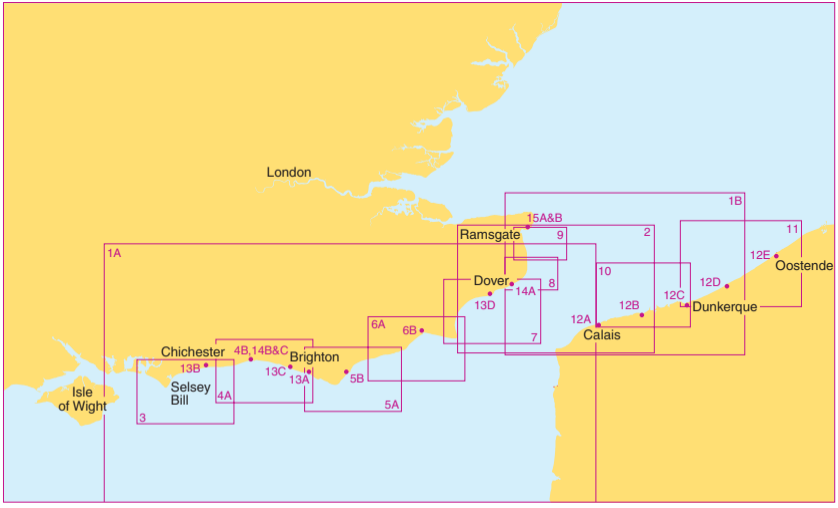 London
1B
15A&B
Ramsgate
9
2
11
1A
12E
Oostende
10
Dover
8
14A
12D
13D
12C
Dunkerque
12B
6A
6B
12A
7
Calais
Chichester
4B,14B&C
Brighton
13B
13C
13A
5B
Selsey
Bill
Isle
of Wight
4A
5A
3